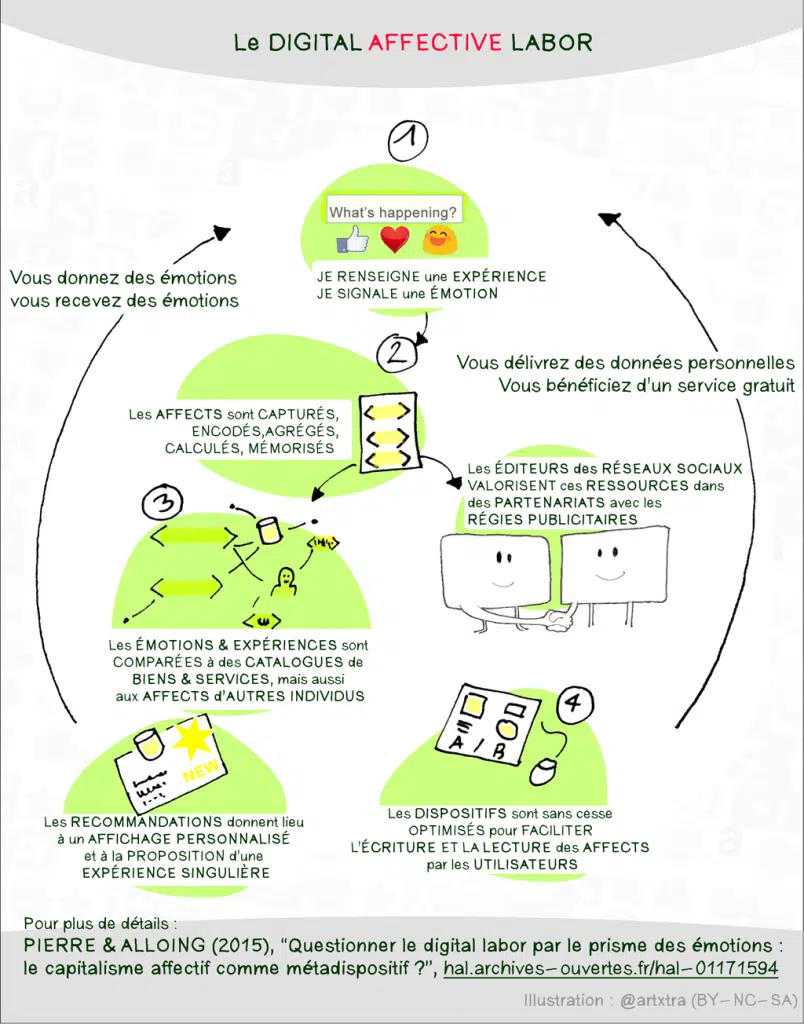 Le DIGITAL AFFECTIVE LABOR
1
What's happening?
JE RENSEIGNE une EXPÉRIENCE
JE SIGNALE une ÉMOTION
Vous donnez des émotions
vous recevez des émotions
2
Vous délivrez des données personnelles
Vous bénéficiez d'un service gratuit
Les AFFECTS sont CAPTURÉS,
ENCODÉS,AGRÉGÉS,
CALCULÉS, MÉMORISÉS
Les ÉDITEURS des RÉSEAUX SOCIAUX
VALORISENT ces RESSOURCES dans
des PARTENARIATS avec les
RÉGIES PUBLICITAIRES
3
Les ÉMOTIONS & EXPÉRIENCES sont
COMPARÉES à des CATALOGUES de
BIENS & SERVICES, mais aussi
aux AFFECTS d'AUTRES INDIVIDUS
4
A / B
NEW
Les RECOMMANDATIONS donnent lieu
à un AFFICHAGE PERSONNALISÉ
et à la PROPOSITION d'une
EXPÉRIENCE SINGULIÈRE
Les DISPOSITIFS sont sans cesse
OPTIMISÉS pour FACILITER
L'ÉCRITURE ET LA LECTURE des AFFECTS
par les UTILISATEURS
Pour plus de détails :
PIERRE & ALLOING (2015), "Questionner le digital labor par le prisme des émotions :
le capitalisme affectif comme métadispositif ?", hal.archives-ouvertes.fr/hal-01171594
Illustration : @artxtra (BY-NC-SA)